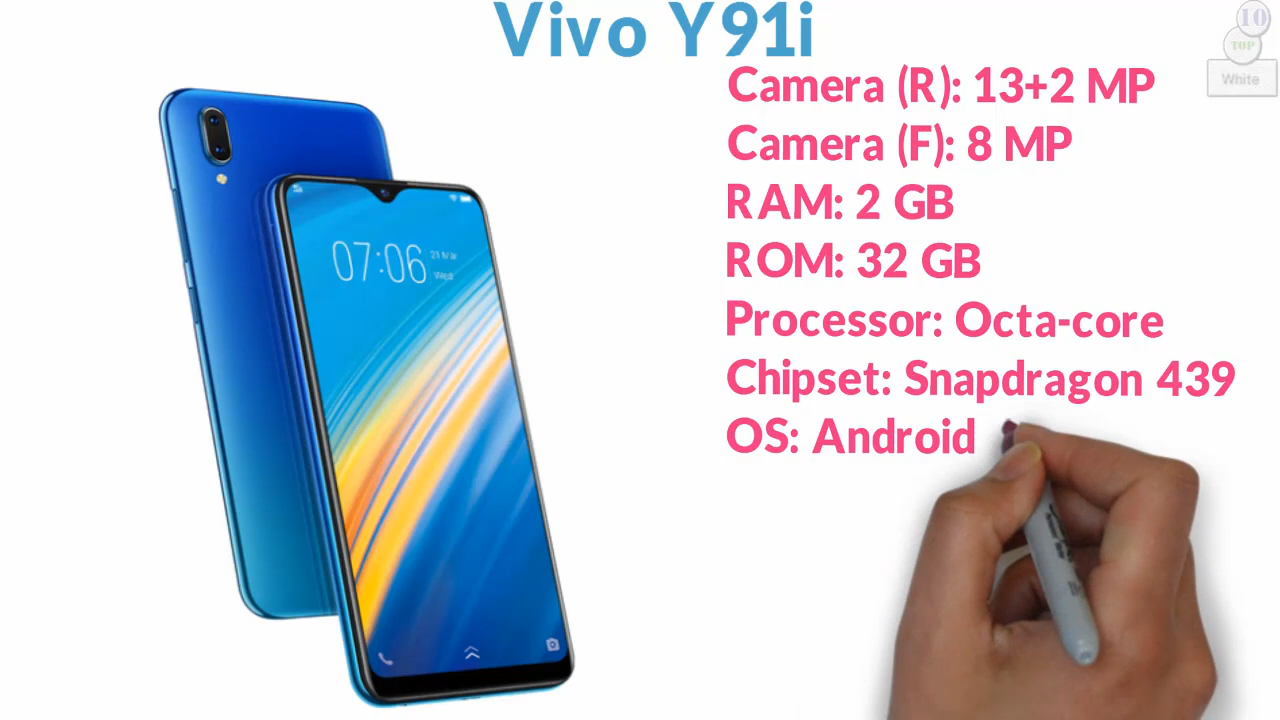 Vivo Y91i
10
TOP
White
Camera (R): 13+2 MP
Camera (F): 8 MP
RAM: 2 GB
ROM: 32 GB
Processor: Octa-core
Chipset: Snapdragon 439
OS: Android
07:06
Wed